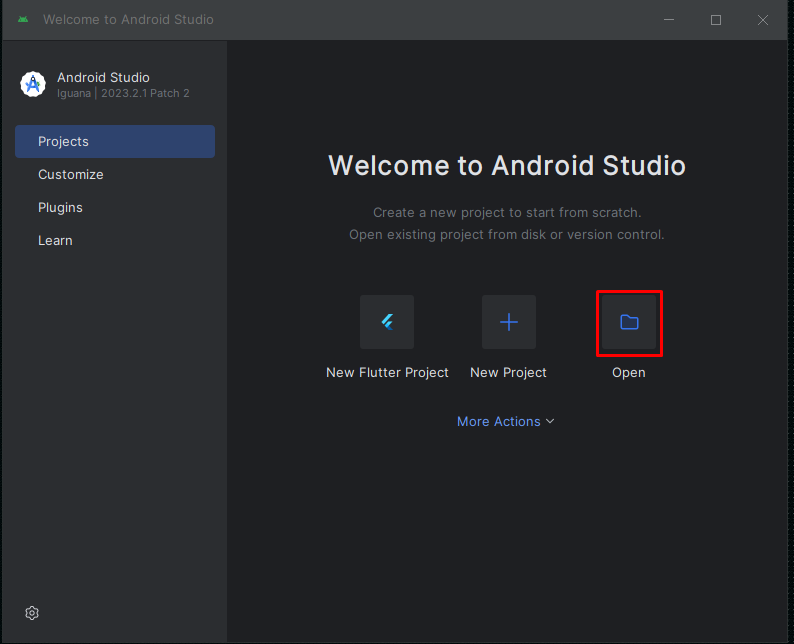 Welcome to Android Studio
Android Studio
Iguana | 2023.2.1 Patch 2
Projects
Customize
Plugins
Learn
Welcome to Android Studio
Create a new project to start from scratch.
Open existing project from disk or version control.
New Flutter Project
New Project
Open
More Actions